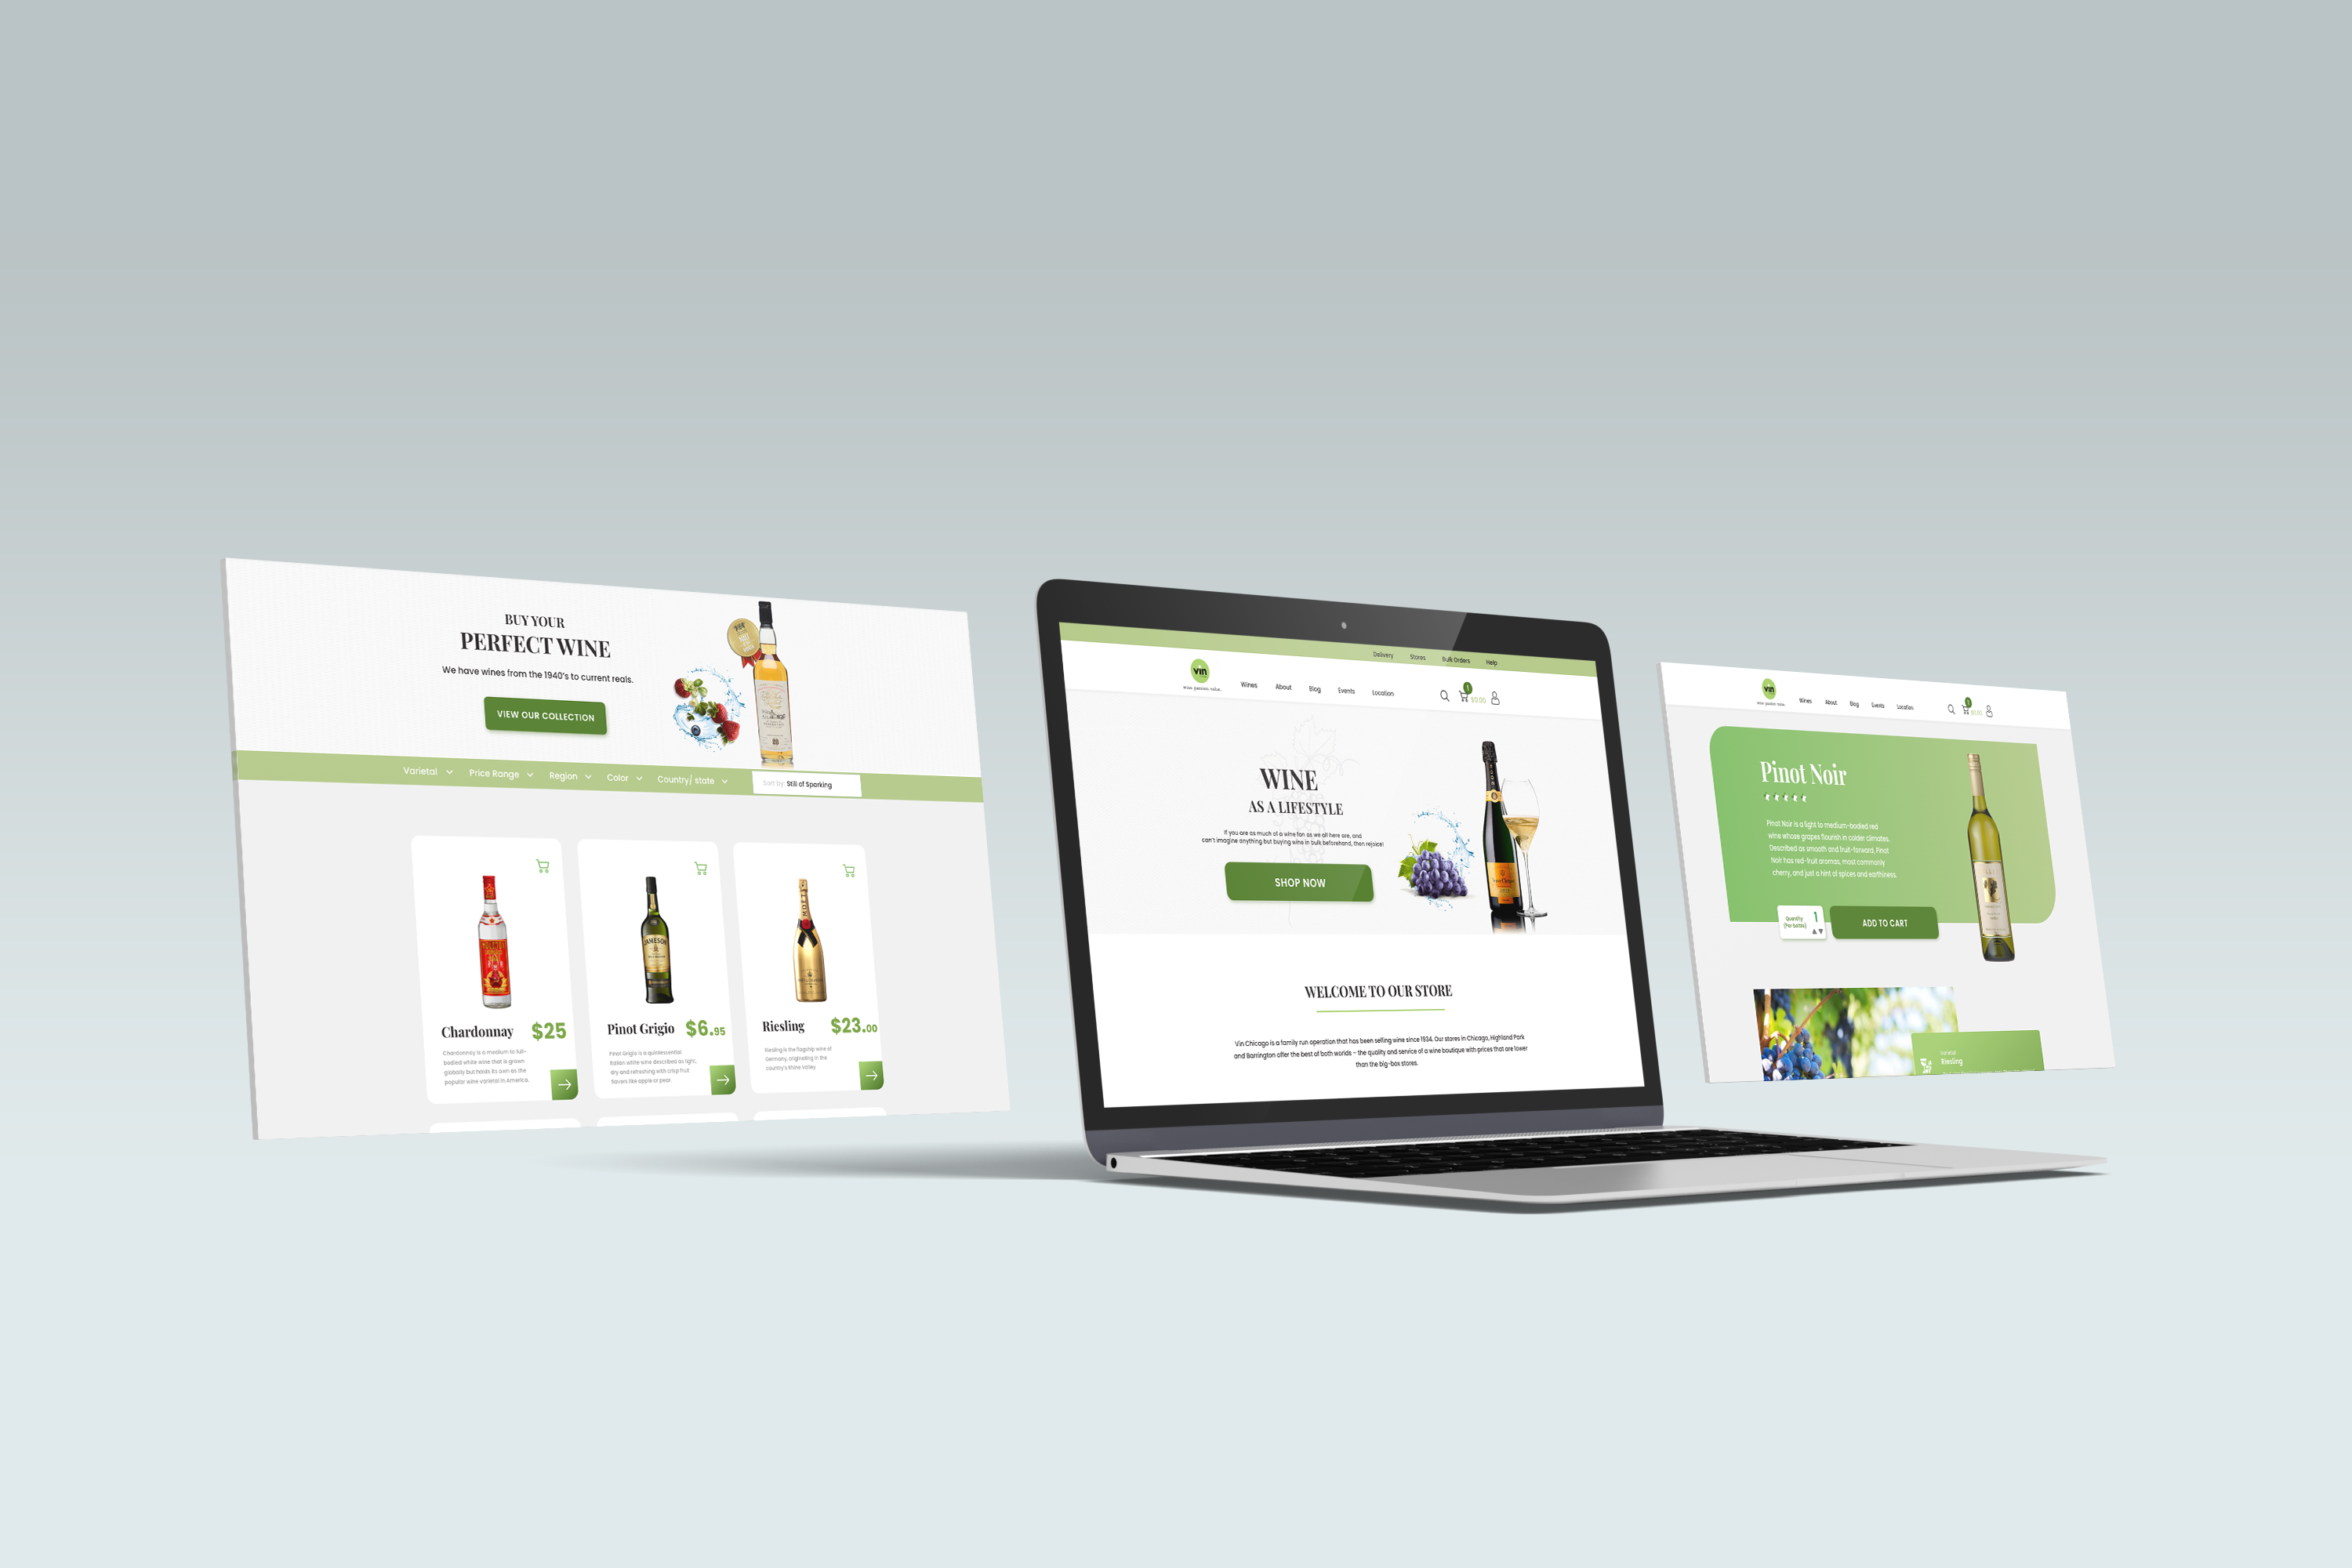 BUY YOUR
PERFECT WINE
We have wines from the 1940's to current reals.
VIEW OUR COLLECTION
Varietal
Price Range
Region
Color
Country/ state
Sort by: Still of Sparking
JAMESON
MOËT
Chardonnay
$25
Chardonnay is a medium to full-
bodied white wine that is grown
globally but holds its own as the
popular wine varietal in America.
Pinot Grigio
$6.95
Pinot Grigio is a quintessential
Italian white wine described as light,
dry and refreshing with crisp fruit
flavors like apple or pear.
Riesling
$23.00
Riesling is the flagship wine of
Germany, originating in the
country's Rhine Valley
Delivery
Stores
Bulk Orders
Help
vin
wine. passion. value.
Wines
About
Blog
Events
Location
1
$0.00
WINE
AS A LIFESTYLE
If you are as much of a wine fan as we all here are, and
can't imagine anything but buying wine in bulk beforehand, then rejoice!
SHOP NOW
WELCOME TO OUR STORE
Vin Chicago is a family run operation that has been selling wine since 1934. Our stores in Chicago, Highland Park
and Barrington offer the best of both worlds – the quality and service of a wine boutique with prices that are lower
than the big-box stores.
vin
wine. passion. value.
Wines
About
Blog
Events
Location
1
$0.00
Pinot Noir
Pinot Noir is a light to medium-bodied red
wine whose grapes flourish in colder climates.
Described as smooth and fruit-forward, Pinot
Noir has red-fruit aromas, most commonly
cherry, and just a hint of spices and earthiness.
Quantity
(Per bottle)
1
ADD TO CART
Varietal
Riesling